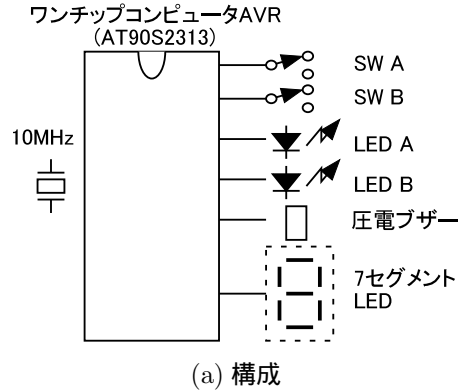 ワンチップコンピュータAVR
(AT90S2313)
SW A
SW B
10MHz
LED A
LED B
圧電ブザー
7セグメント
LED
(a) 構成